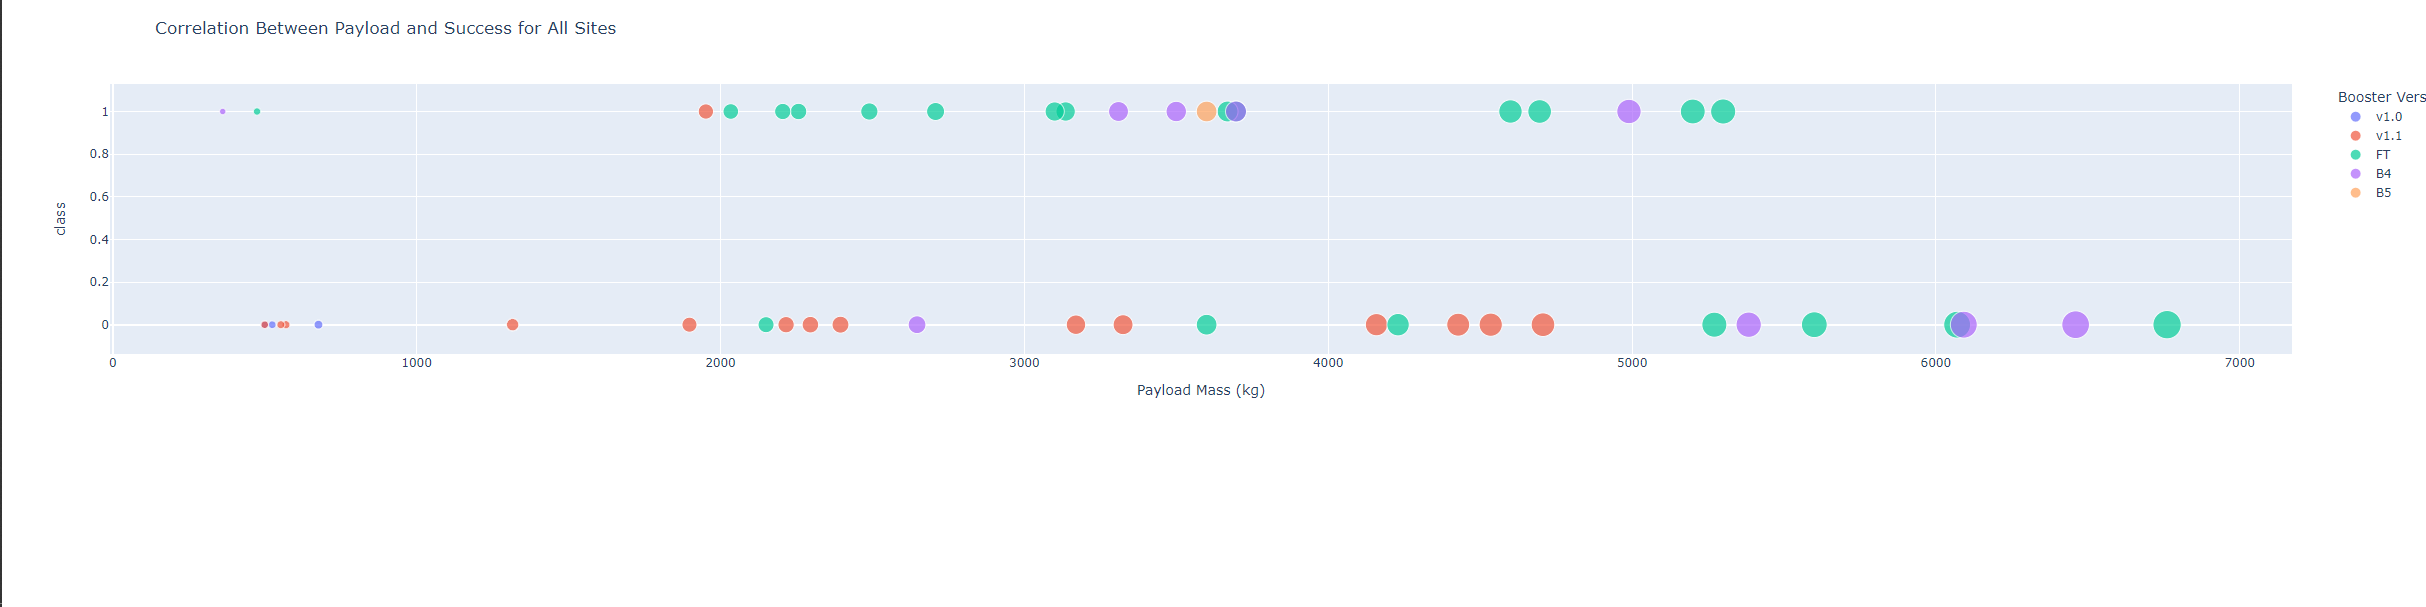 Correlation Between Payload and Success for All Sites
Booster Vers
v1.0
v1.1
FT
B4
B5
1
0.8
0.6
0.4
0.2
0
class
0
1000
2000
3000
4000
5000
6000
7000
Payload Mass (kg)